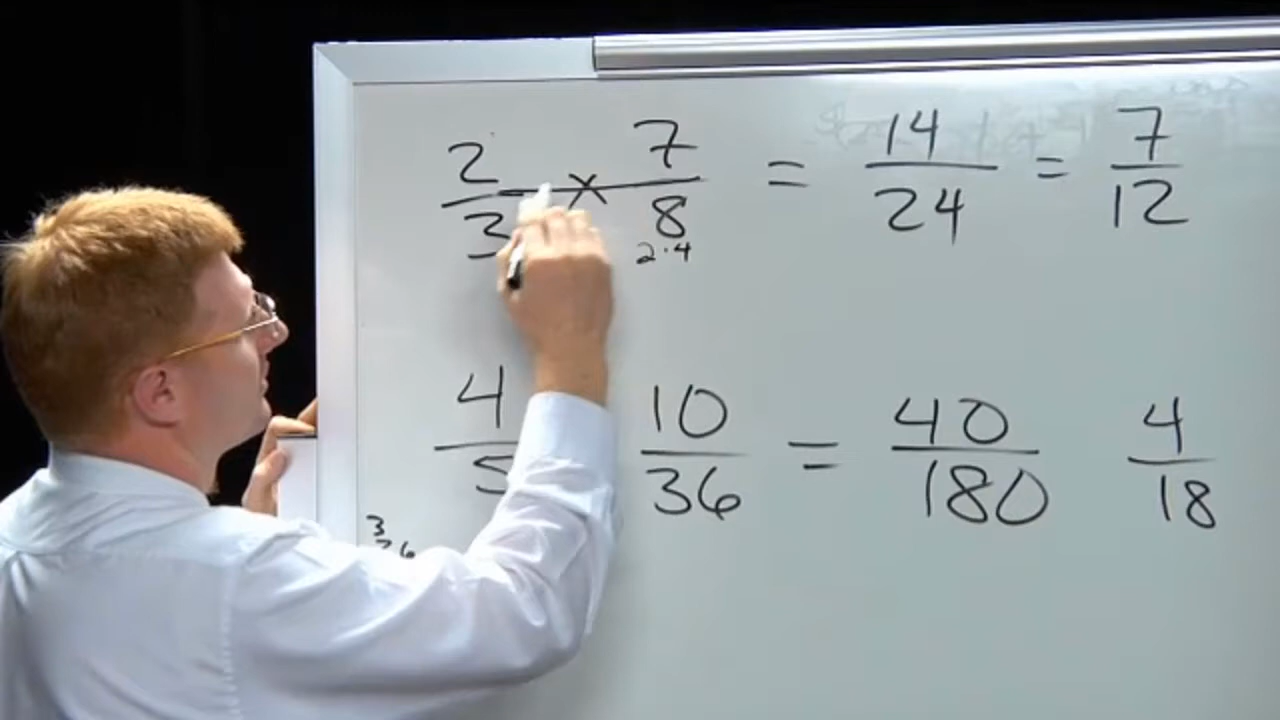 2/3 × 7/8 = 14/24 = 7/12
2·4
4/5 10/36 = 40/180 4/18
3